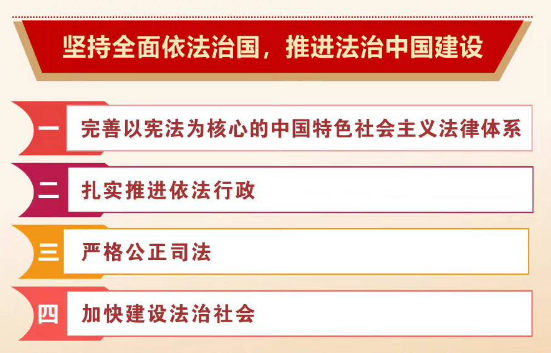 坚持全面依法治国，推进法治中国建设
一 完善以宪法为核心的中国特色社会主义法律体系
二 扎实推进依法行政
三 严格公正司法
四 加快建设法治社会